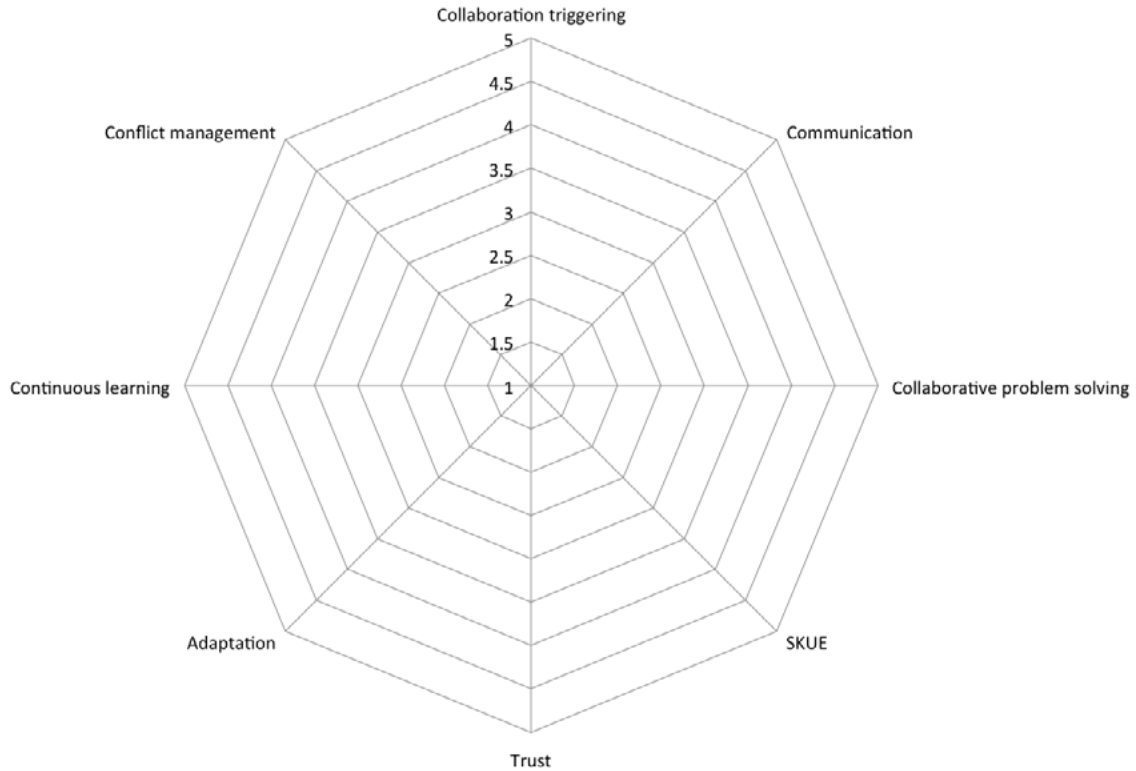 Collaboration triggering
5
4.5
Conflict management
Communication
4
3.5
3
2.5
2
1.5
Continuous learning
1
Collaborative problem solving
Adaptation
SKUE
Trust